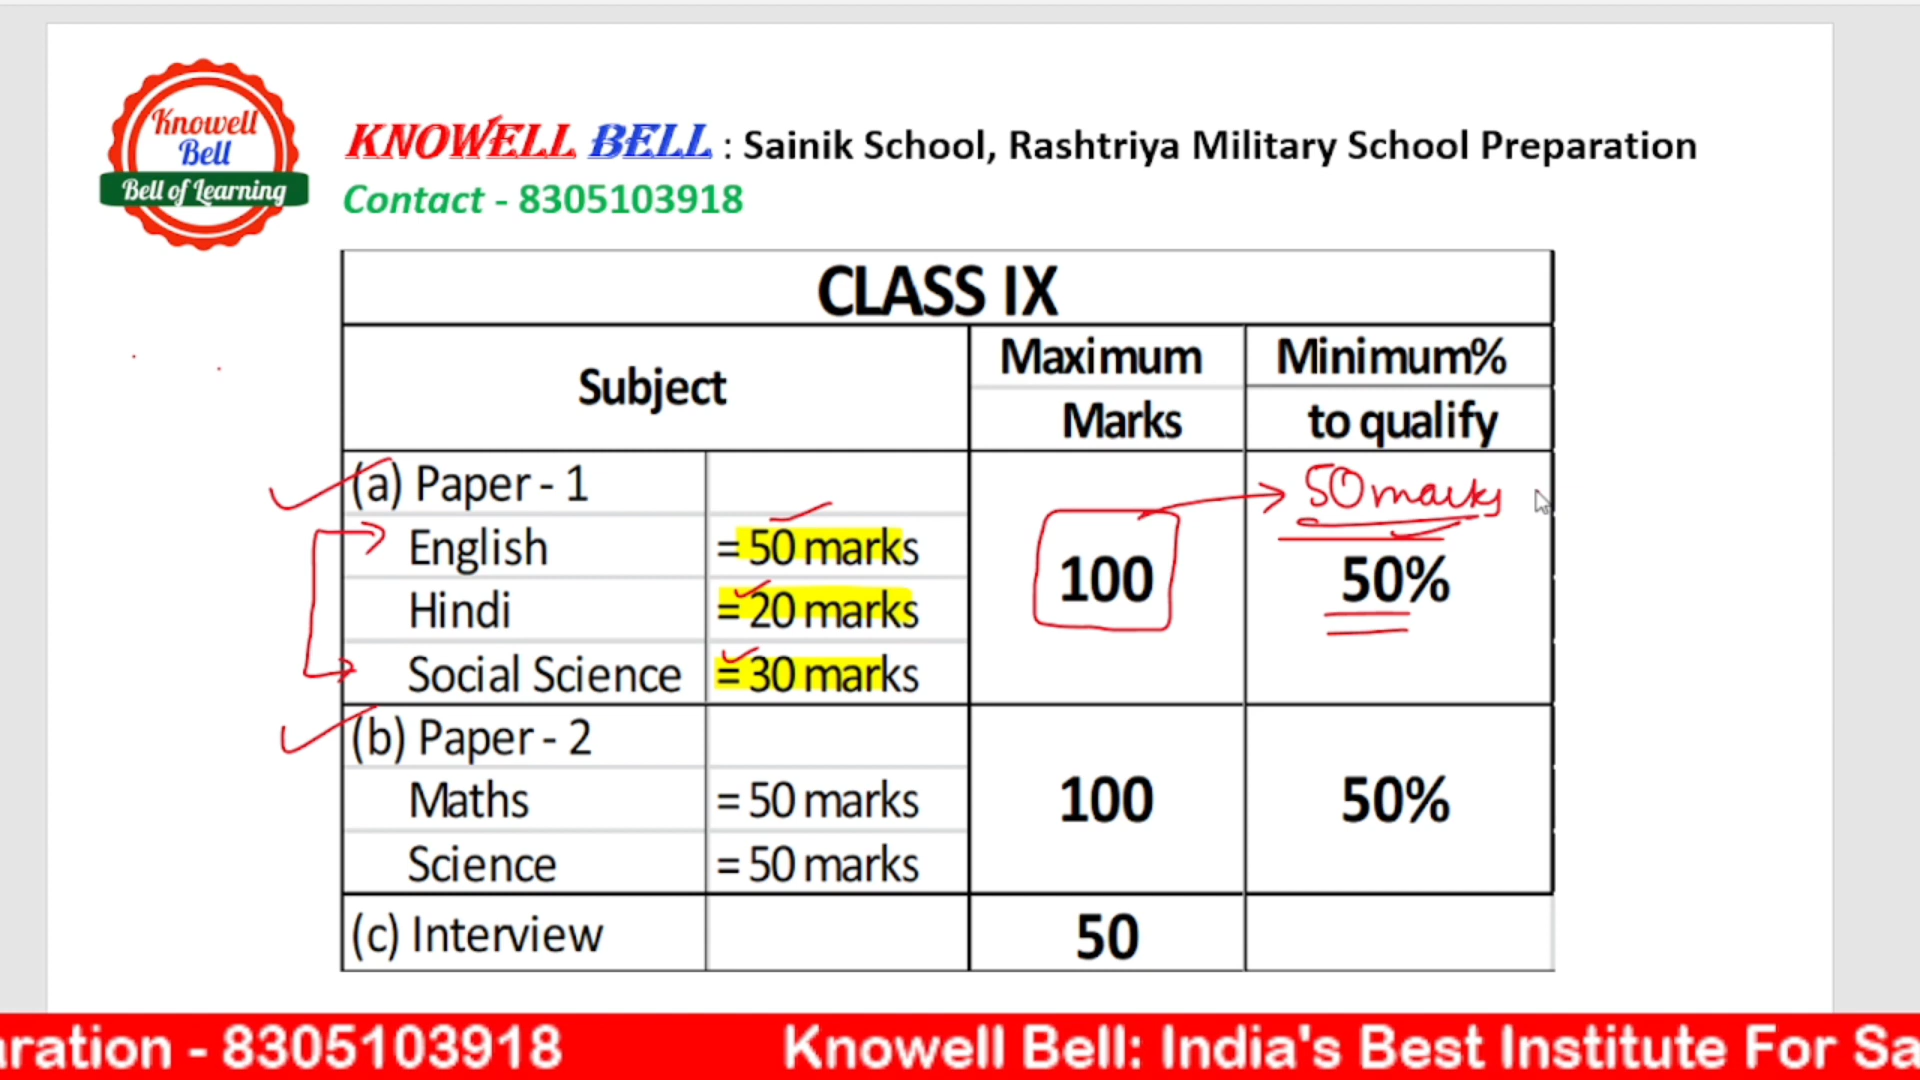 Knowell
Bell
Bell of Learning
KNOWELL BELL : Sainik School, Rashtriya Military School Preparation
Contact - 8305103918
CLASS IX
Subject
Maximum
Marks
Minimum%
to qualify
(a) Paper - 1
50 marks
English = 50 marks
100
50%
Hindi = 20 marks
Social Science = 30 marks
(b) Paper - 2
Maths = 50 marks
100
50%
Science = 50 marks
(c) Interview
50
aration - 8305103918 Knowell Bell: India's Best Institute For Sa